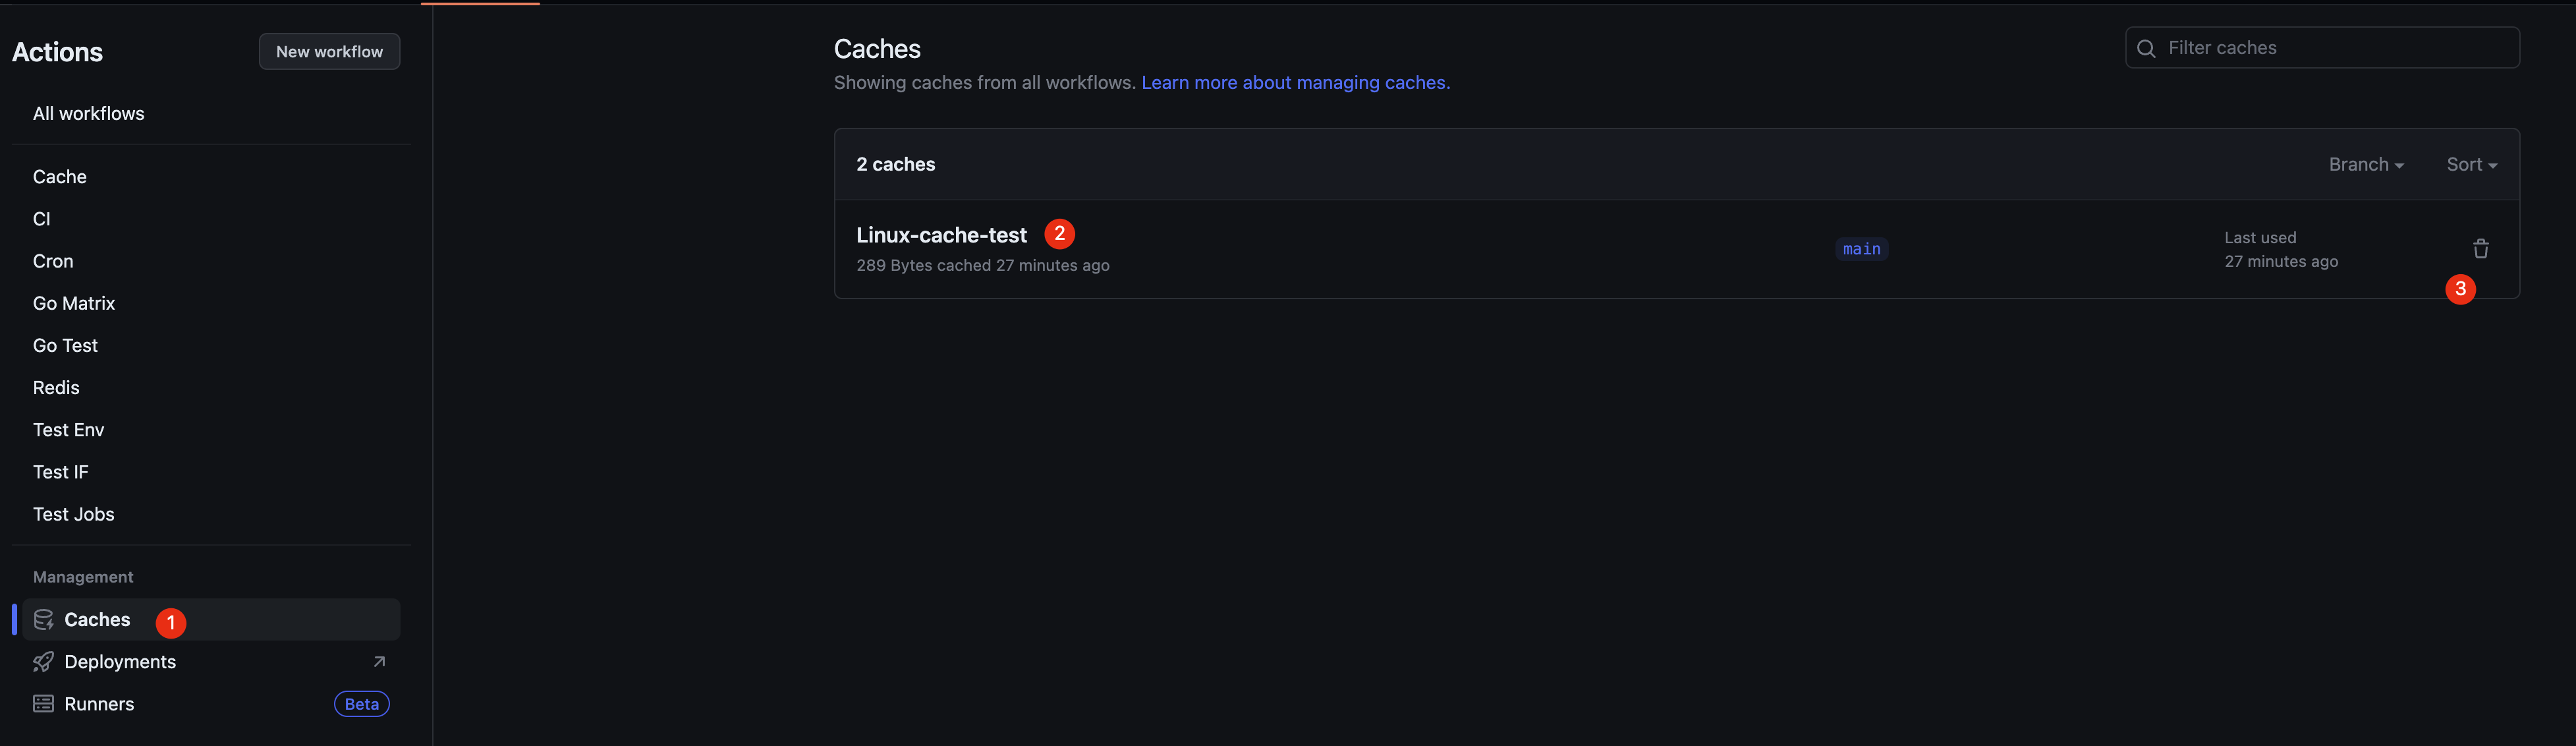 Actions
New workflow
All workflows
Cache
CI
Cron
Go Matrix
Go Test
Redis
Test Env
Test IF
Test Jobs
Management
Caches 1
Deployments
Runners Beta
Caches
Showing caches from all workflows. Learn more about managing caches.
Filter caches
2 caches
Branch
Sort
Linux-cache-test 2
289 Bytes cached 27 minutes ago
main
Last used
27 minutes ago
3